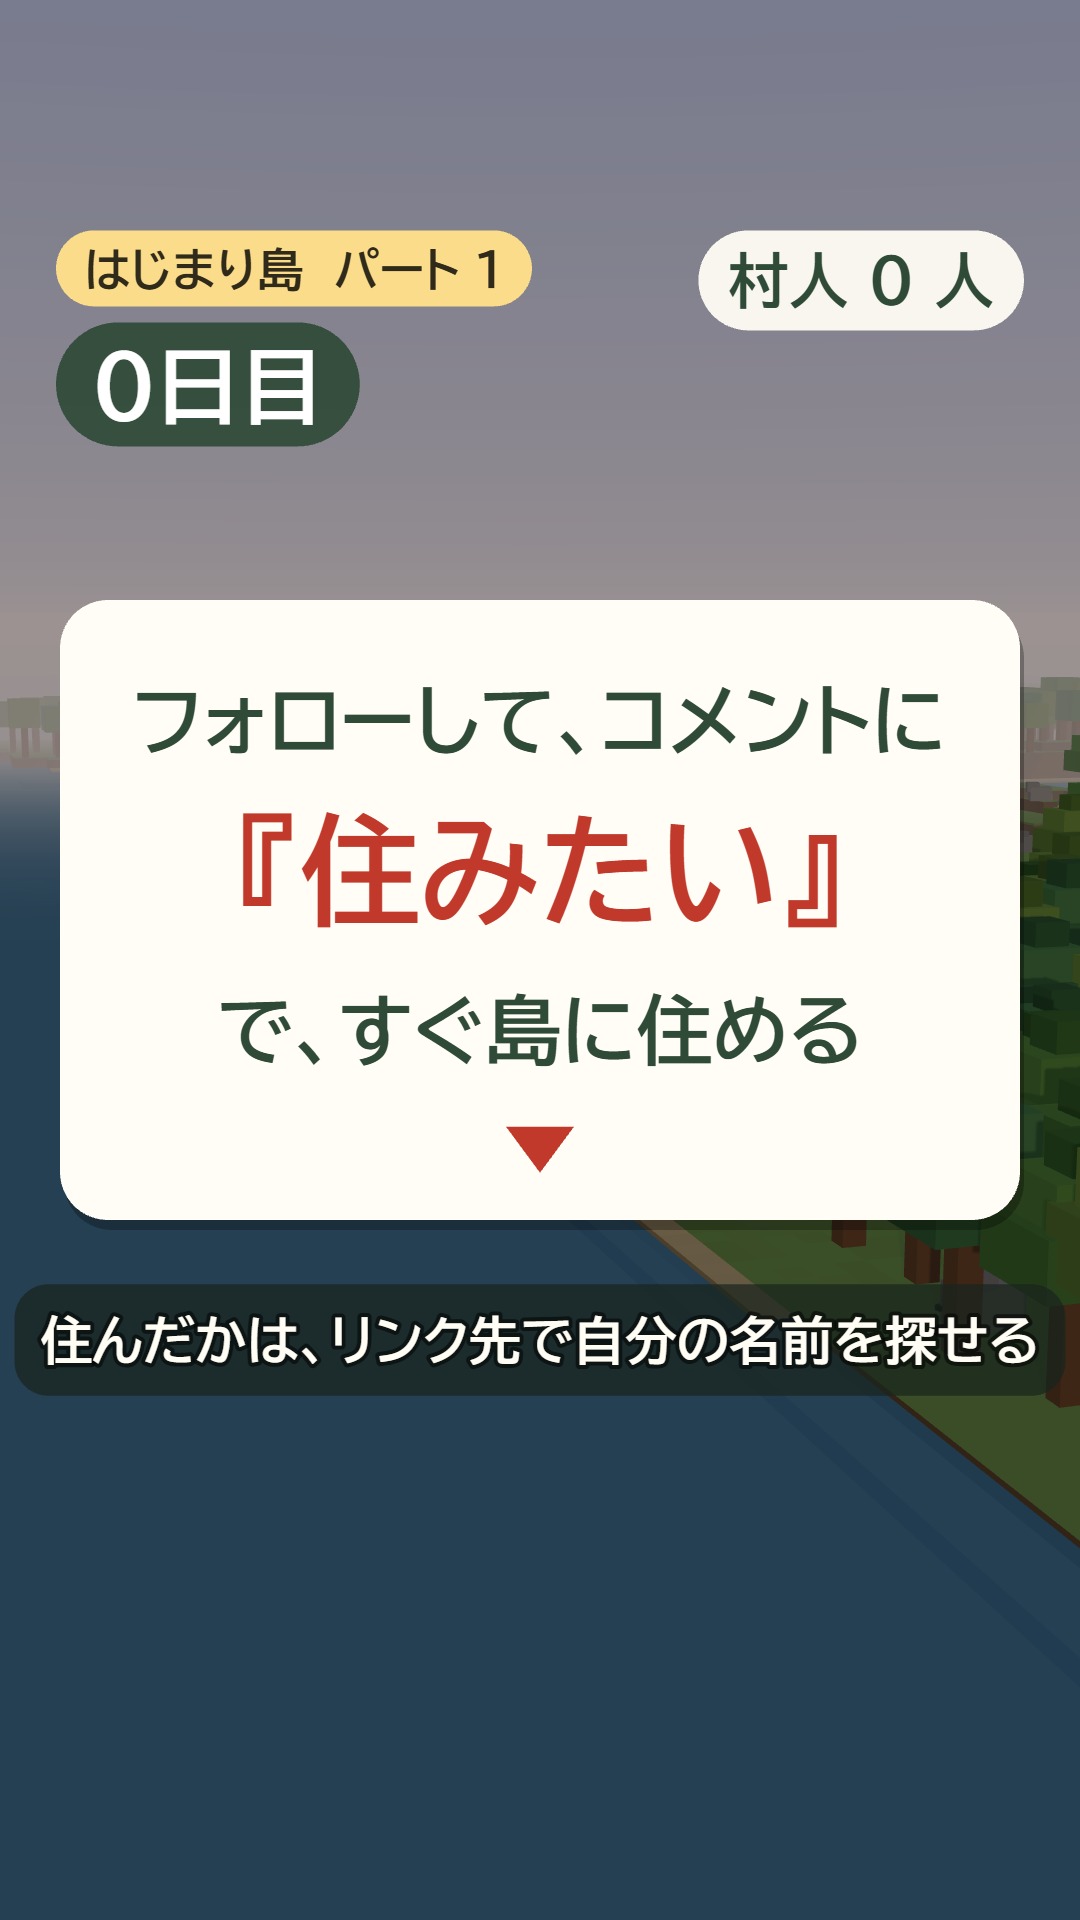 はじまり島 パート 1
村人 0 人
0日目
フォローして、コメントに
『住みたい』
で、すぐ島に住める
住んだかは、リンク先で自分の名前を探せる